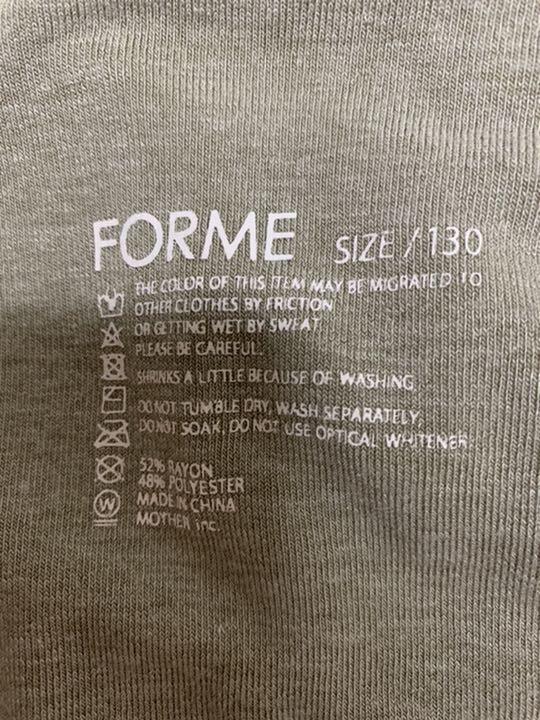 FORME SIZE / 130
THE COLOR OF THIS ITEM MAY BE MIGRATED TO
OTHER CLOTHES BY FRICTION
OR GETTING WET BY SWEAT
PLEASE BE CAREFUL.
SHRINKS A LITTLE BECAUSE OF WASHING
DO NOT TUMBLE DRY, WASH SEPARATELY,
DO NOT SOAK, DO NOT USE OPTICAL WHITENER
W
52% RAYON
48% POLYESTER
MADE IN CHINA
MOTHER inc.